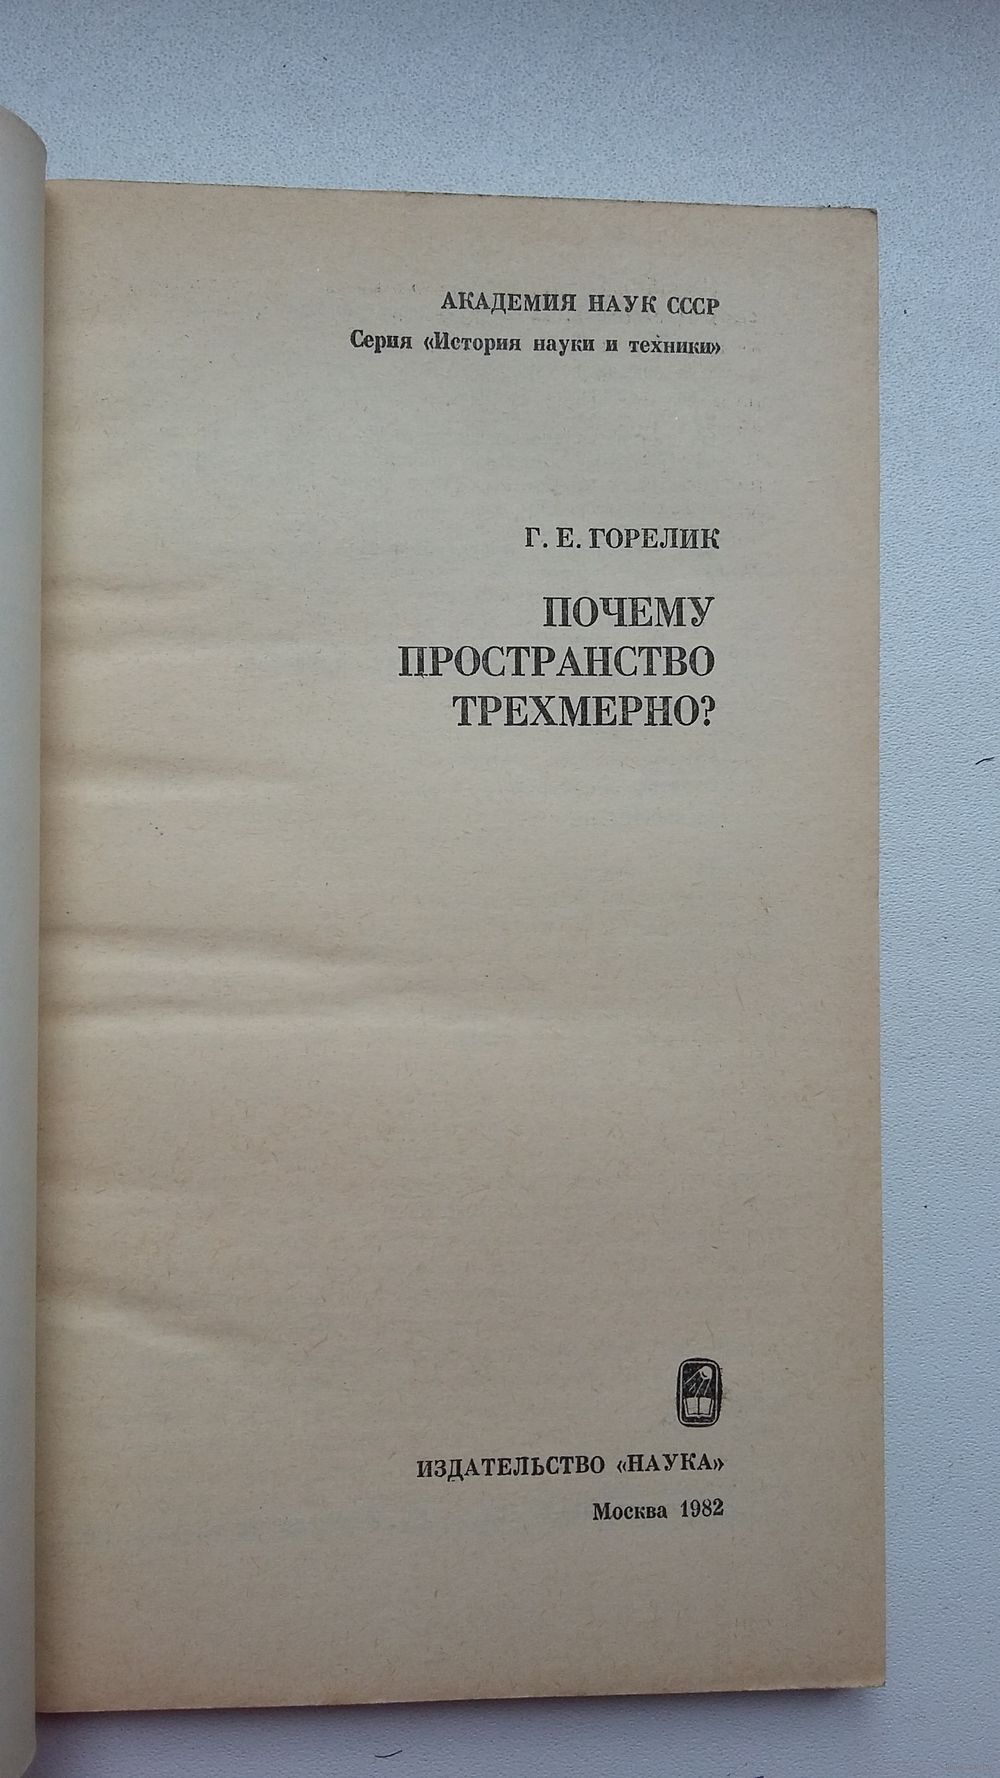 АКАДЕМИЯ НАУК СССР
Серия «История науки и техники»
Г. Е. ГОРЕЛИК
ПОЧЕМУ
ПРОСТРАНСТВО
ТРЕХМЕРНО?
ИЗДАТЕЛЬСТВО «НАУКА»
Москва 1982